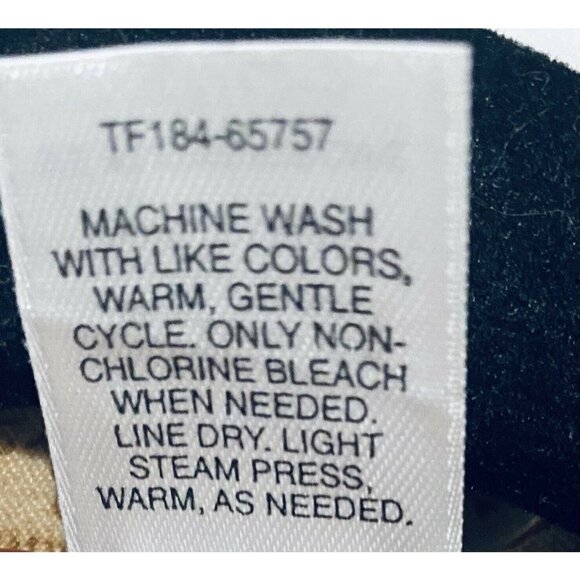 TF184-65757
MACHINE WASH
WITH LIKE COLORS,
WARM, GENTLE
CYCLE. ONLY NON-
CHLORINE BLEACH
WHEN NEEDED.
LINE DRY. LIGHT
STEAM PRESS,
WARM, AS NEEDED.